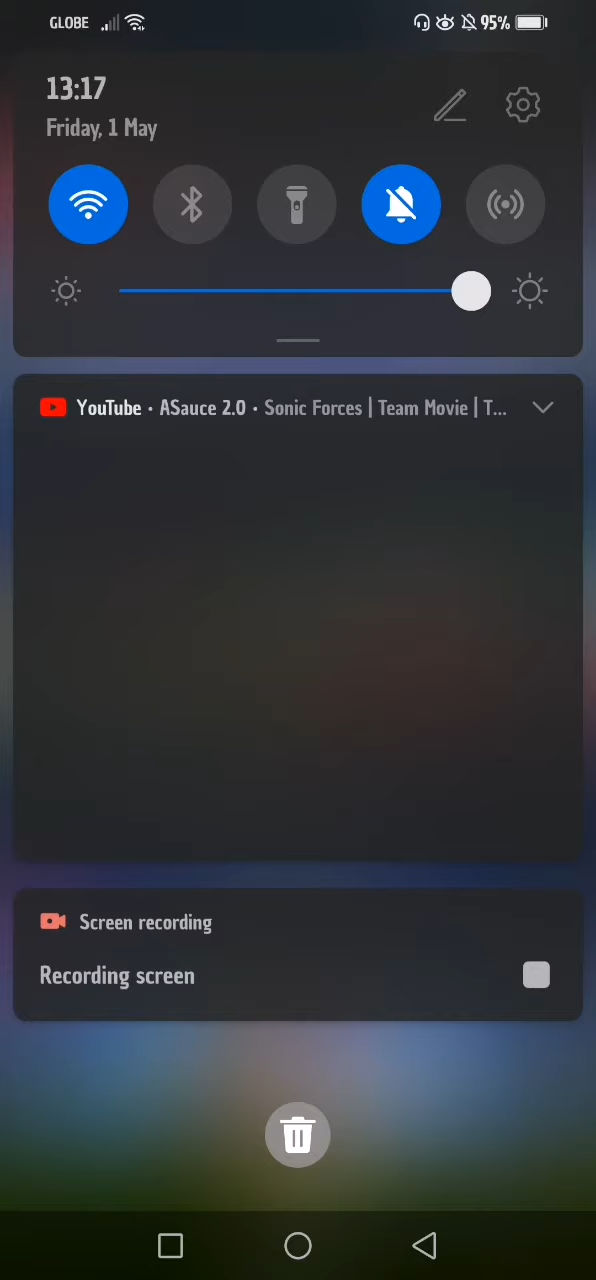 GLOBE 95%
13:17
Friday, 1 May
YouTube • ASauce 2.0 • Sonic Forces | Team Movie | T...
Screen recording
Recording screen